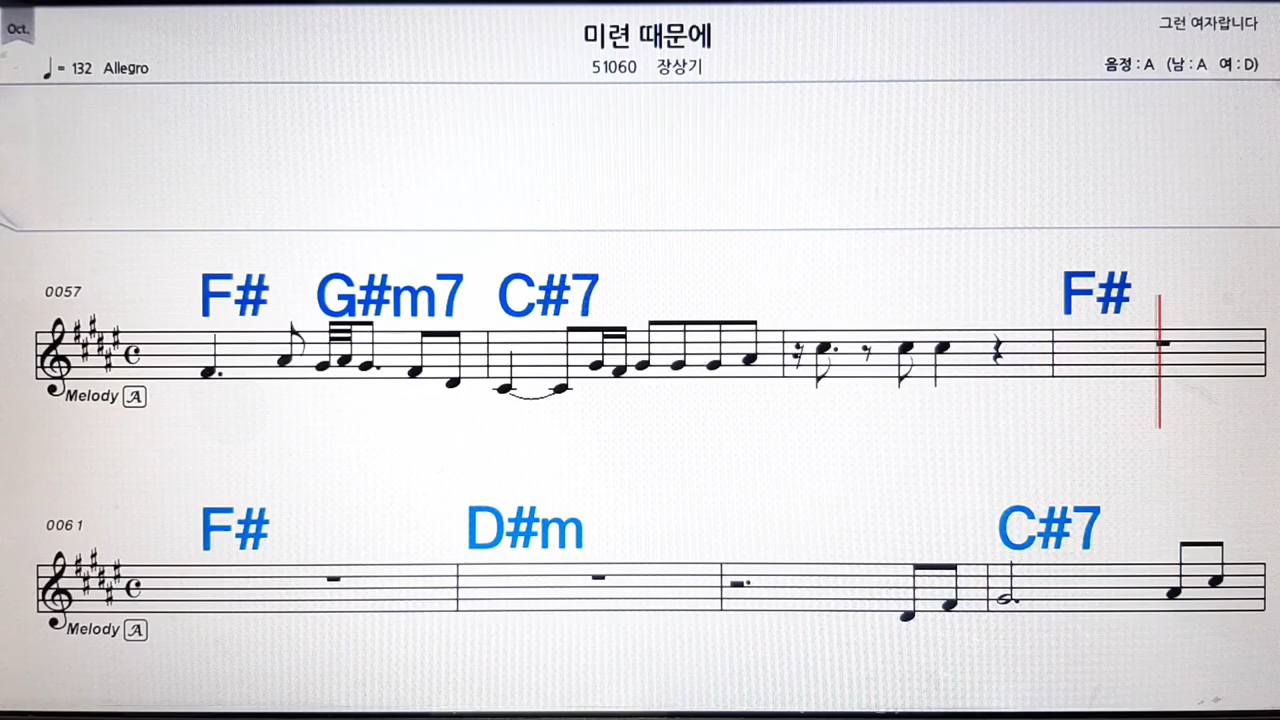 Oct.
미련 때문에
그런 여자랍니다
♩ = 132 Allegro
51060 장상기
음정 : A (남 : A 여 : D)
0057
F# G#m7 C#7 F#
Melody A
0061
F# D#m C#7
Melody A